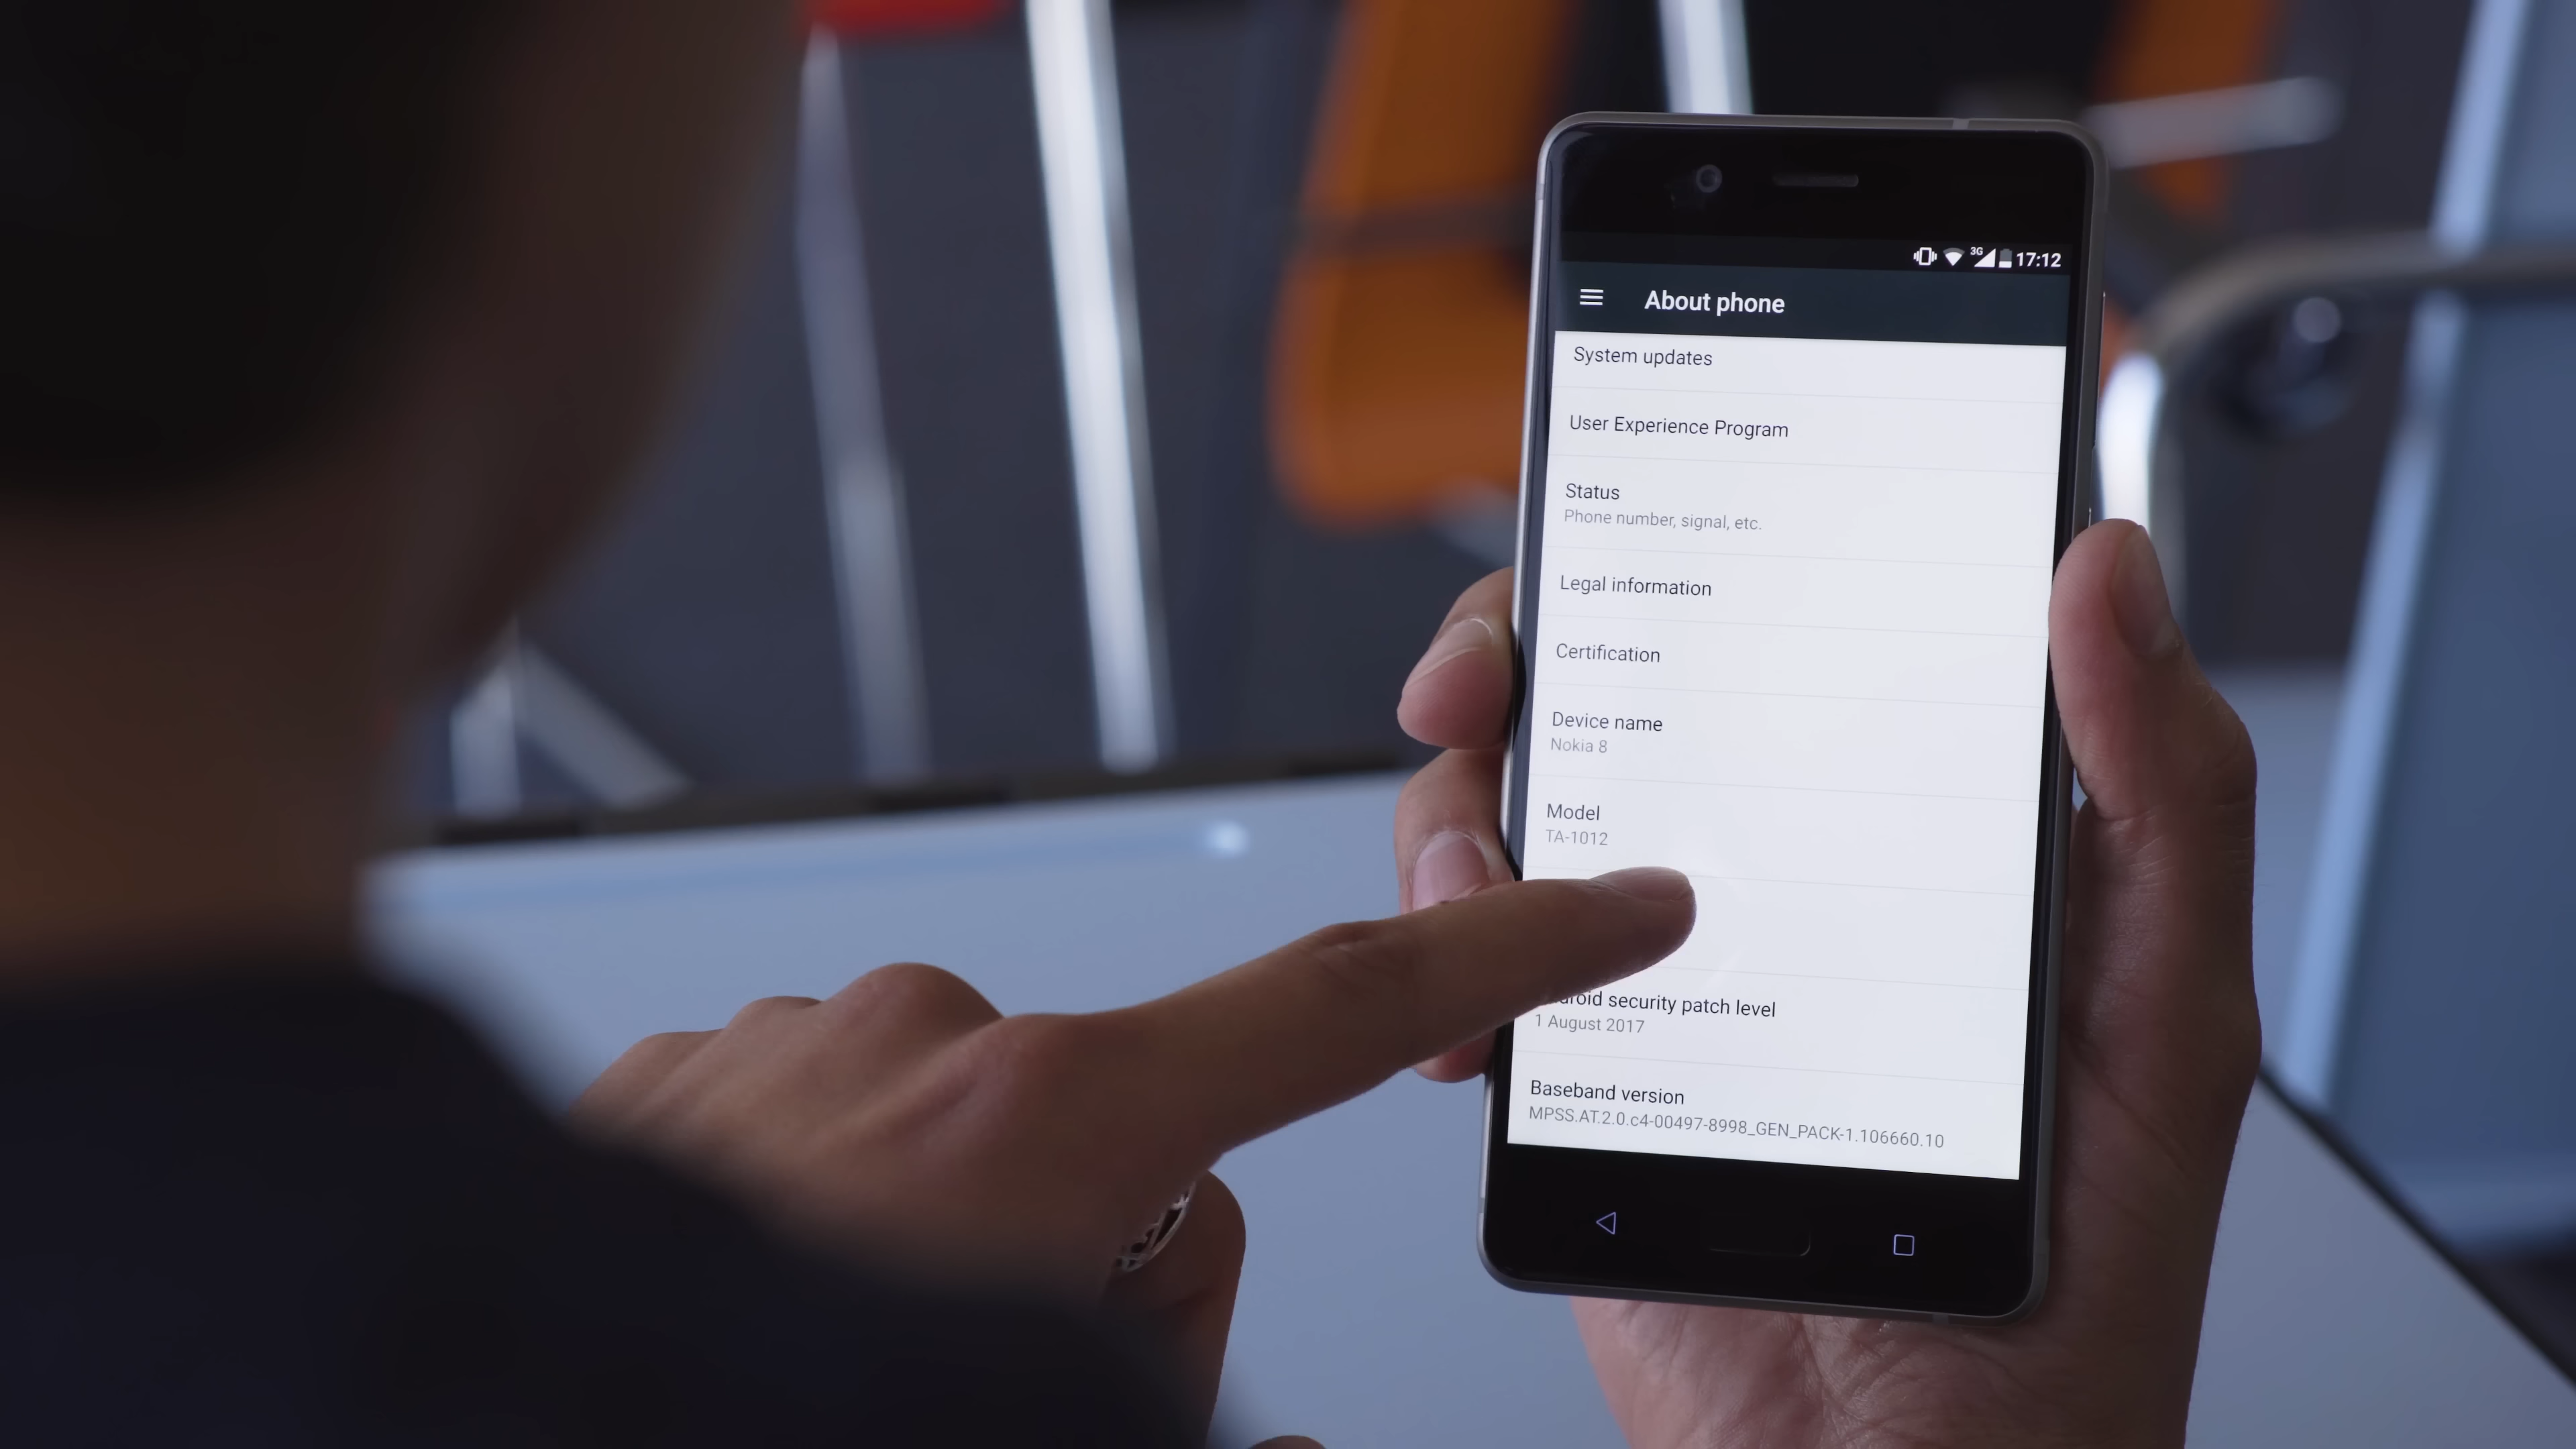 3G 17:12
About phone
System updates
User Experience Program
Status
Phone number, signal, etc.
Legal information
Certification
Device name
Nokia 8
Model
TA-1012
security patch level
1 August 2017
Baseband version
MPSS.AT.2.0.c4-00497-8998_GEN_PACK-1.106660.10